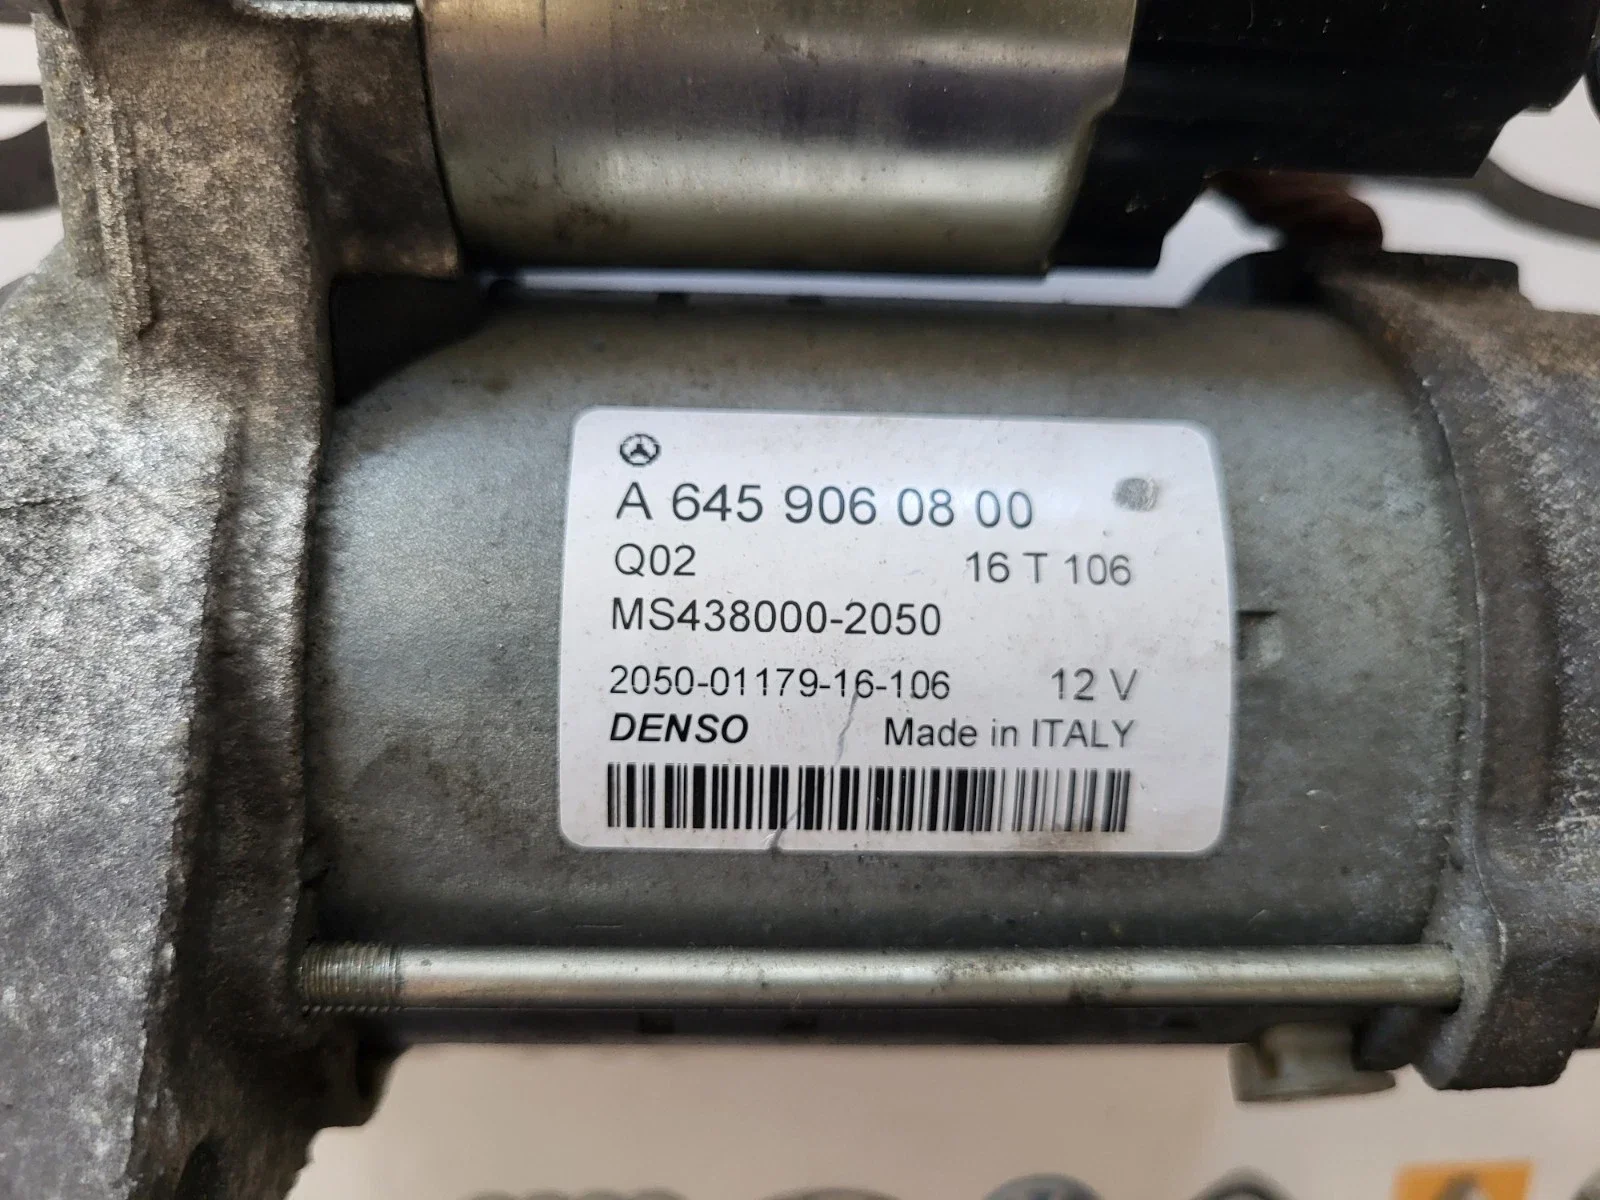 A 645 906 08 00
Q02 16 T 106
MS438000-2050
2050-01179-16-106 12 V
DENSO Made in ITALY